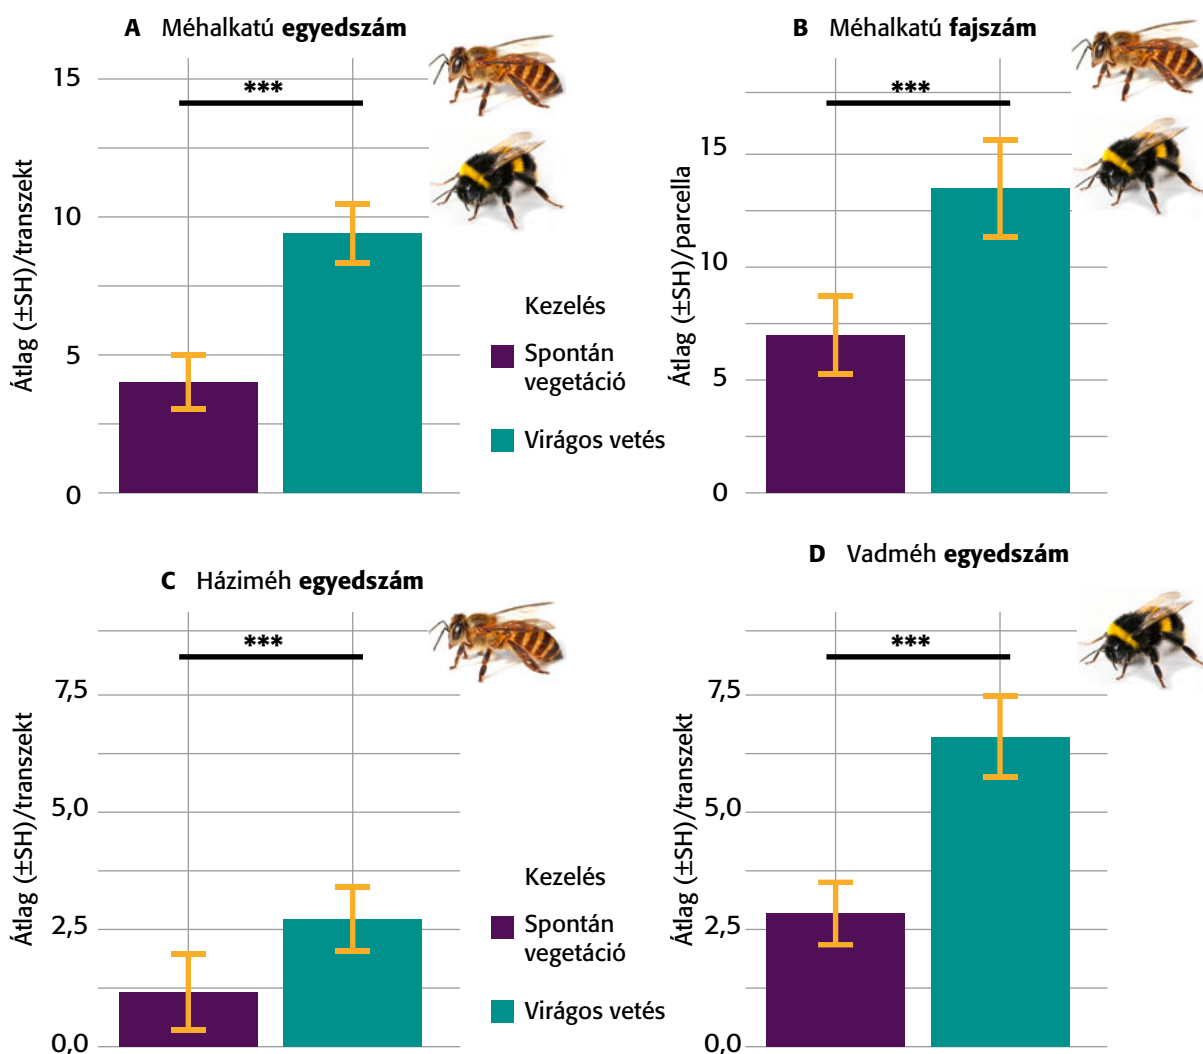 A Méhalkatú egyedszám
***
15
10
5
0
Átlag (±SH)/transzekt
Kezelés
Spontán
vegetáció
Virágos vetés
B Méhalkatú fajszám
***
15
10
5
0
Átlag (±SH)/parcella
C Háziméh egyedszám
***
7,5
5,0
2,5
0,0
Átlag (±SH)/transzekt
Kezelés
Spontán
vegetáció
Virágos vetés
D Vadméh egyedszám
***
7,5
5,0
2,5
0,0
Átlag (±SH)/transzekt